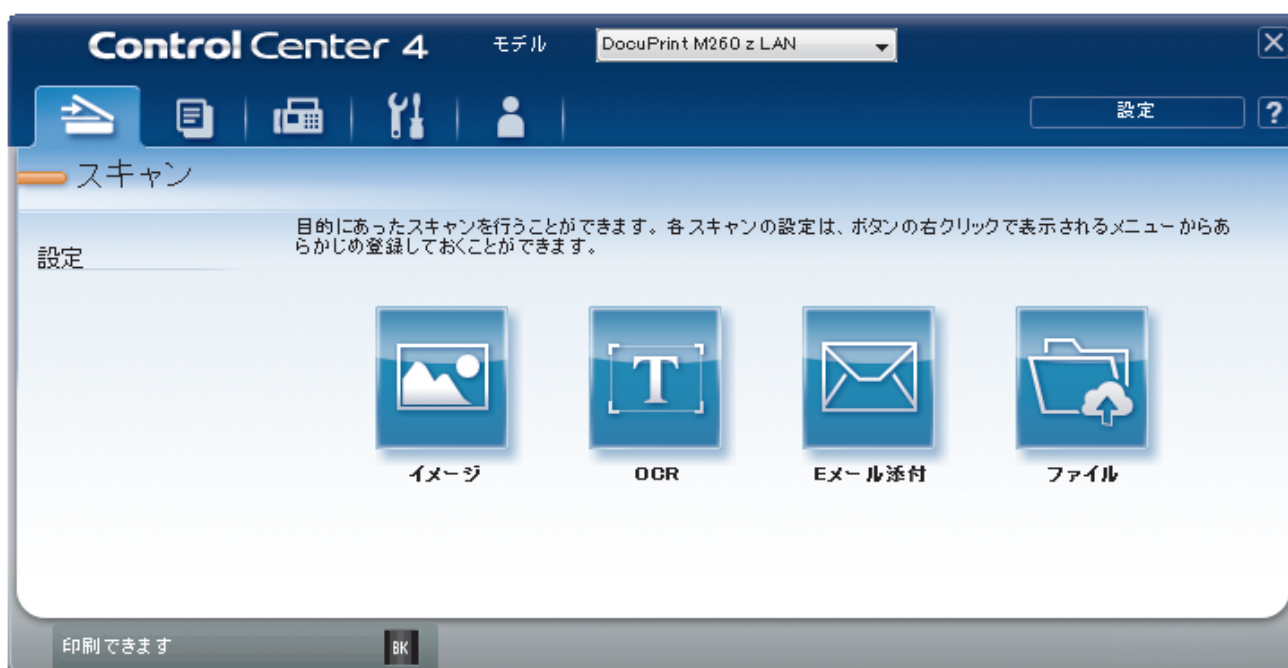 Control Center 4
モデル
DocuPrint M260 z LAN
設定
?
スキャン
設定
目的にあったスキャンを行うことができます。各スキャンの設定は、ボタンの右クリックで表示されるメニューからあ
らかじめ登録しておくことができます。
T
イメージ
OCR
Eメール添付
ファイル
印刷できます
BK